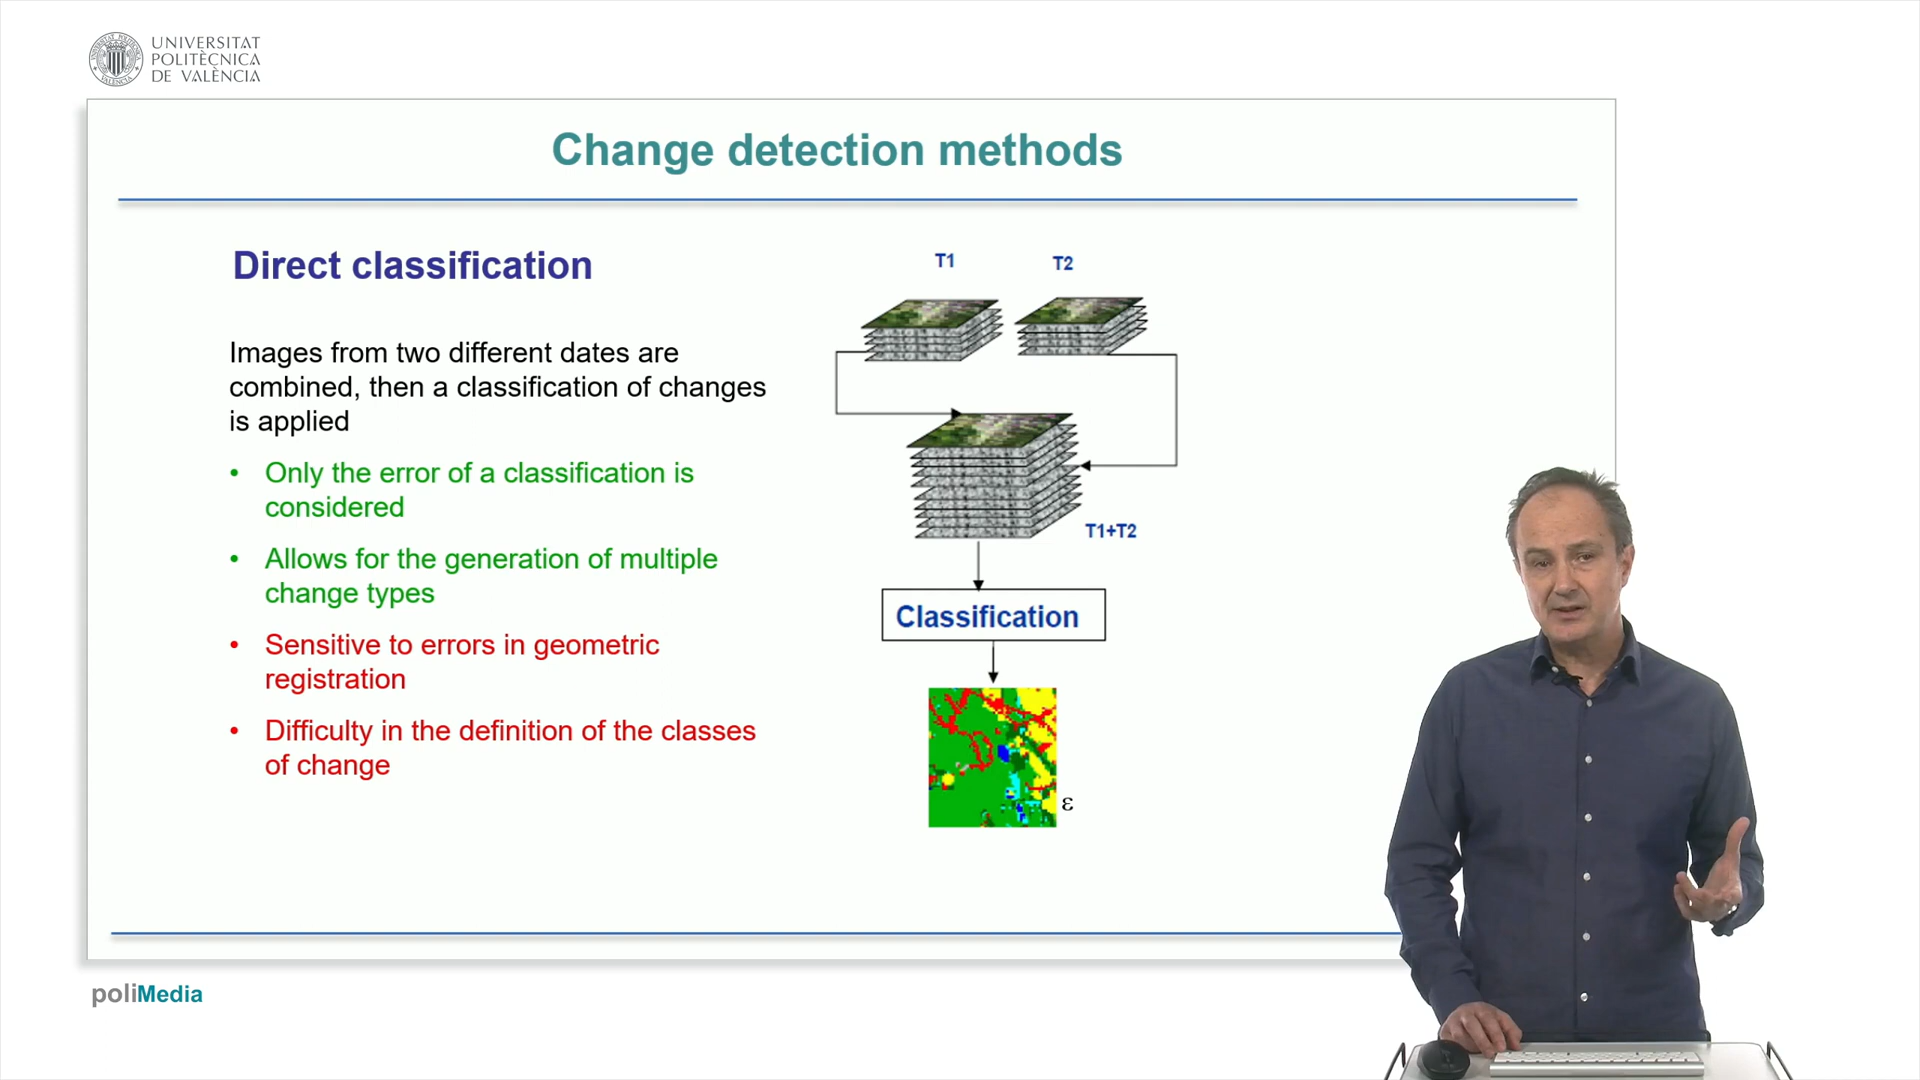 UNIVERSITAT
POLITÈCNICA
DE VALÈNCIA
Change detection methods
Direct classification
Images from two different dates are
combined, then a classification of changes
is applied
• Only the error of a classification is
considered
• Allows for the generation of multiple
change types
• Sensitive to errors in geometric
registration
• Difficulty in the definition of the classes
of change
T1
T2
T1+T2
Classification
ε
poliMedia